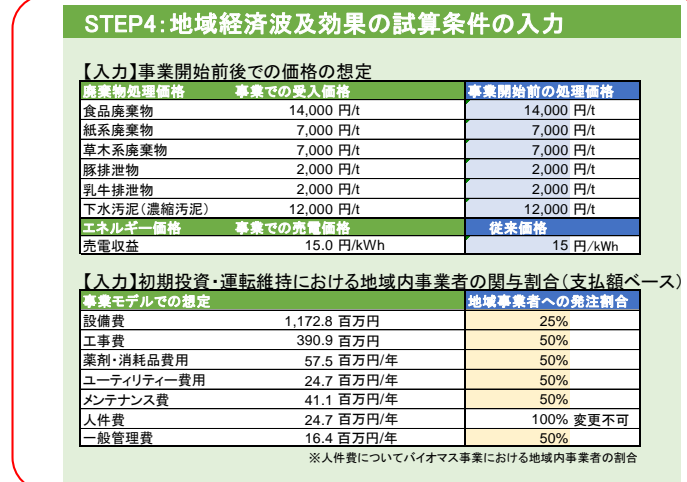 STEP4:地域経済波及効果の試算条件の入力
【入力】事業開始前後での価格の想定
廃棄物処理価格 事業での受入価格 事業開始前の処理価格
食品廃棄物 14,000 円/t 14,000 円/t
紙系廃棄物 7,000 円/t 7,000 円/t
草木系廃棄物 7,000 円/t 7,000 円/t
豚排泄物 2,000 円/t 2,000 円/t
乳牛排泄物 2,000 円/t 2,000 円/t
下水汚泥(濃縮汚泥) 12,000 円/t 12,000 円/t
エネルギー価格 事業での売電価格 従来価格
売電収益 15.0 円/kWh 15 円/kWh
【入力】初期投資・運転維持における地域内事業者の関与割合(支払額ベース)
事業モデルでの想定 地域事業者への発注割合
設備費 1,172.8 百万円 25%
工事費 390.9 百万円 50%
薬剤・消耗品費用 57.5 百万円/年 50%
ユーティリティー費用 24.7 百万円/年 50%
メンテナンス費 41.1 百万円/年 50%
人件費 24.7 百万円/年 100% 変更不可
一般管理費 16.4 百万円/年 50%
※人件費についてバイオマス事業における地域内事業者の割合